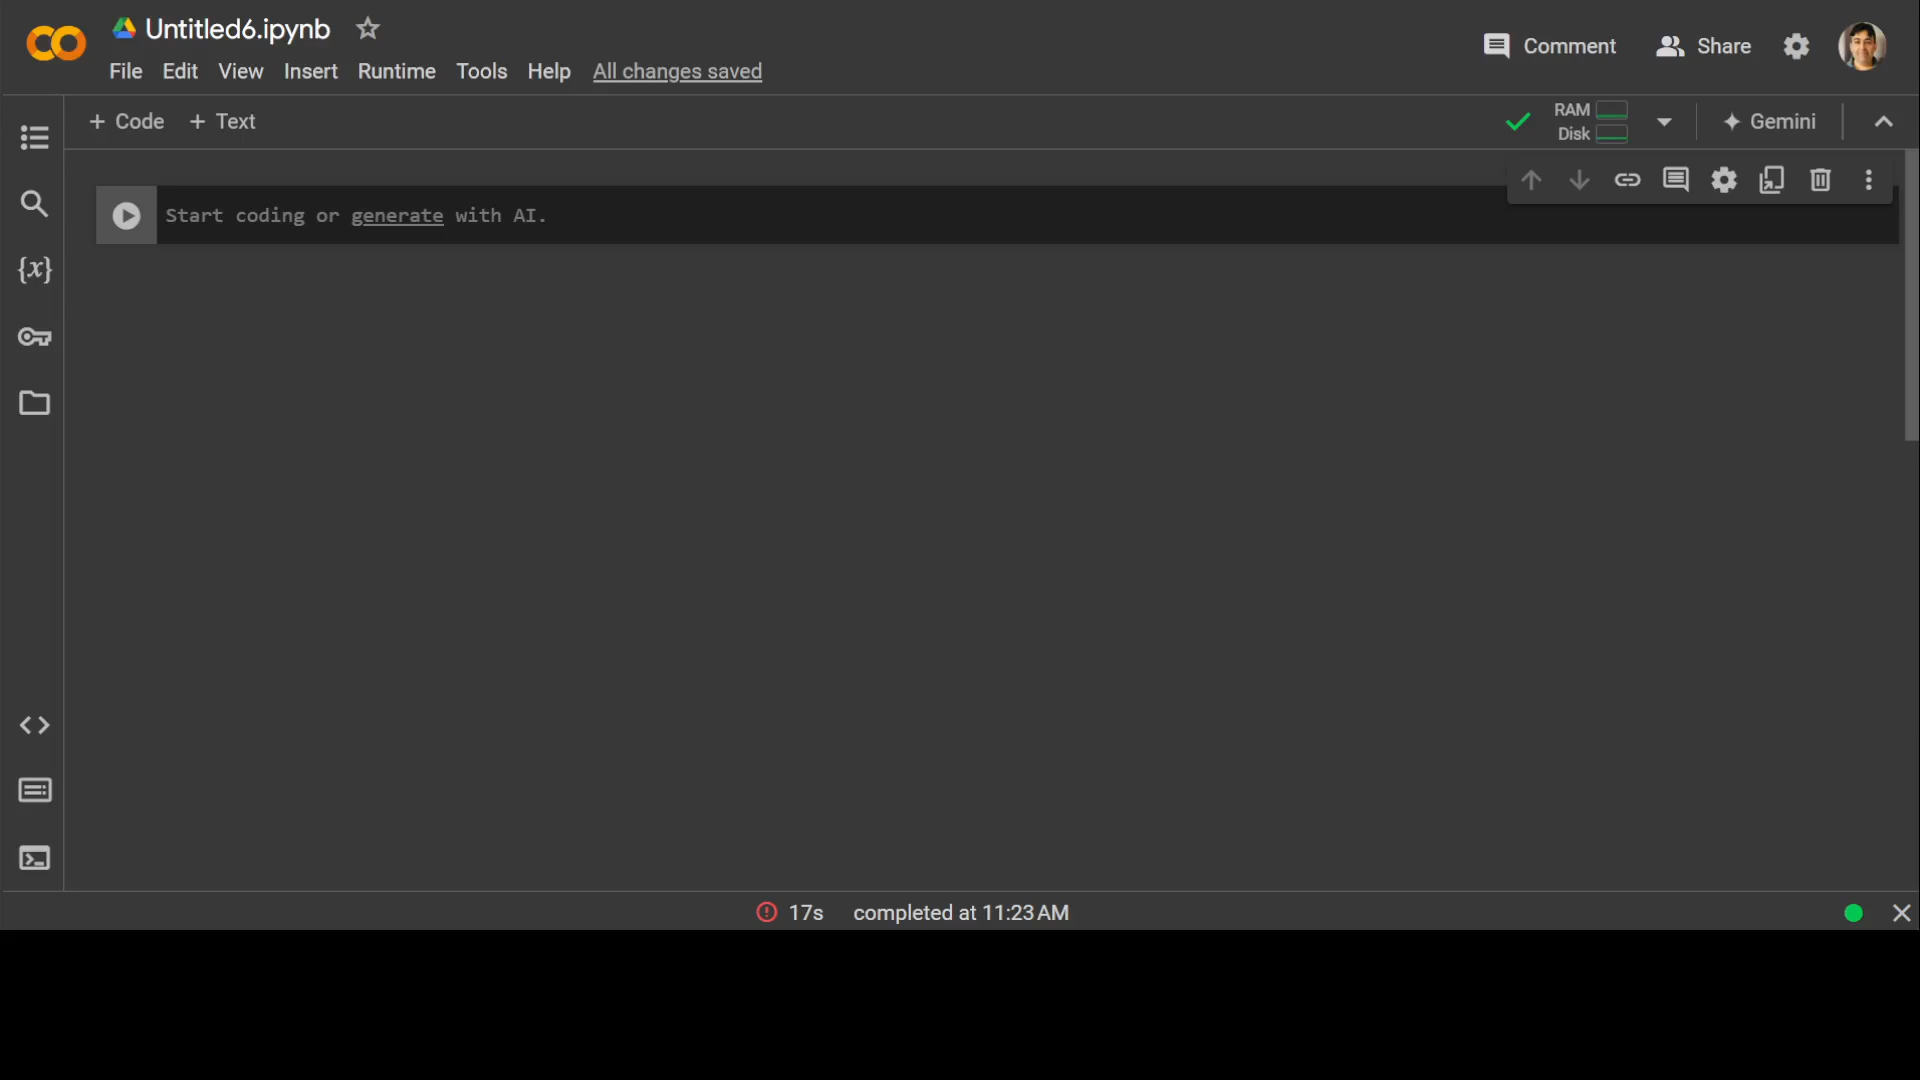 Untitled6.ipynb
File Edit View Insert Runtime Tools Help All changes saved
Comment
Share
+ Code + Text
RAM
Disk
Gemini
{x}
Start coding or generate with AI.
17s completed at 11:23 AM